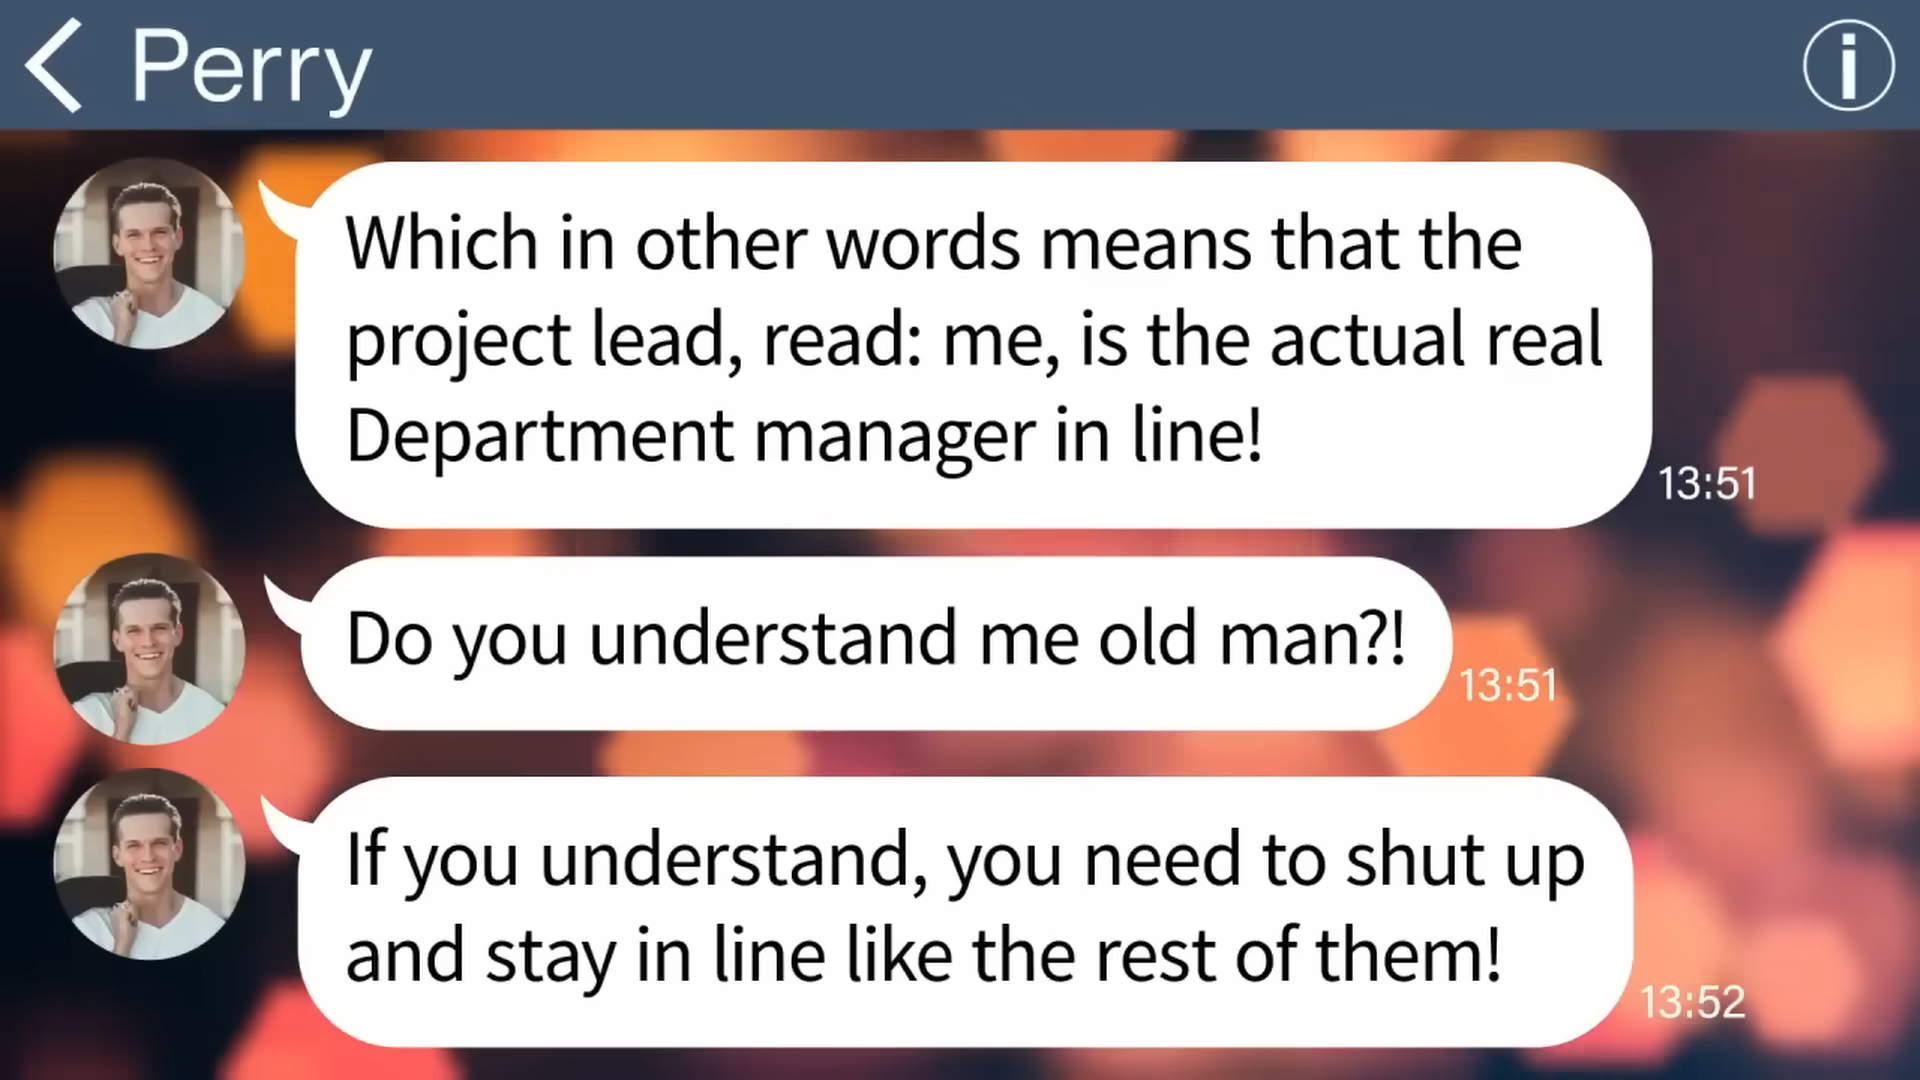 Perry
Which in other words means that the
project lead, read: me, is the actual real
Department manager in line!
13:51
Do you understand me old man?!
13:51
If you understand, you need to shut up
and stay in line like the rest of them!
13:52